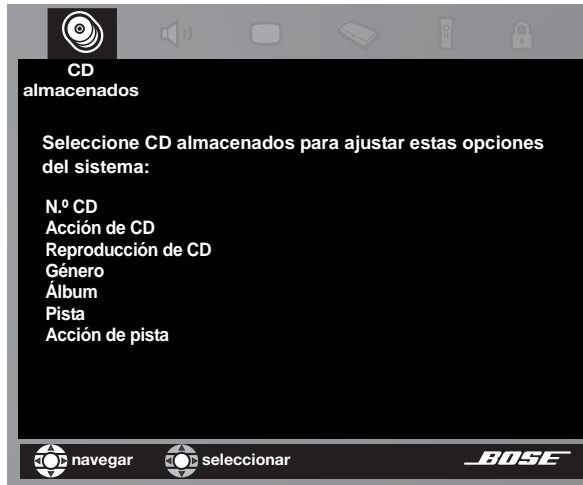 CD
almacenados
Seleccione CD almacenados para ajustar estas opciones
del sistema:
N.º CD
Acción de CD
Reproducción de CD
Género
Álbum
Pista
Acción de pista
navegar seleccionar BOSE